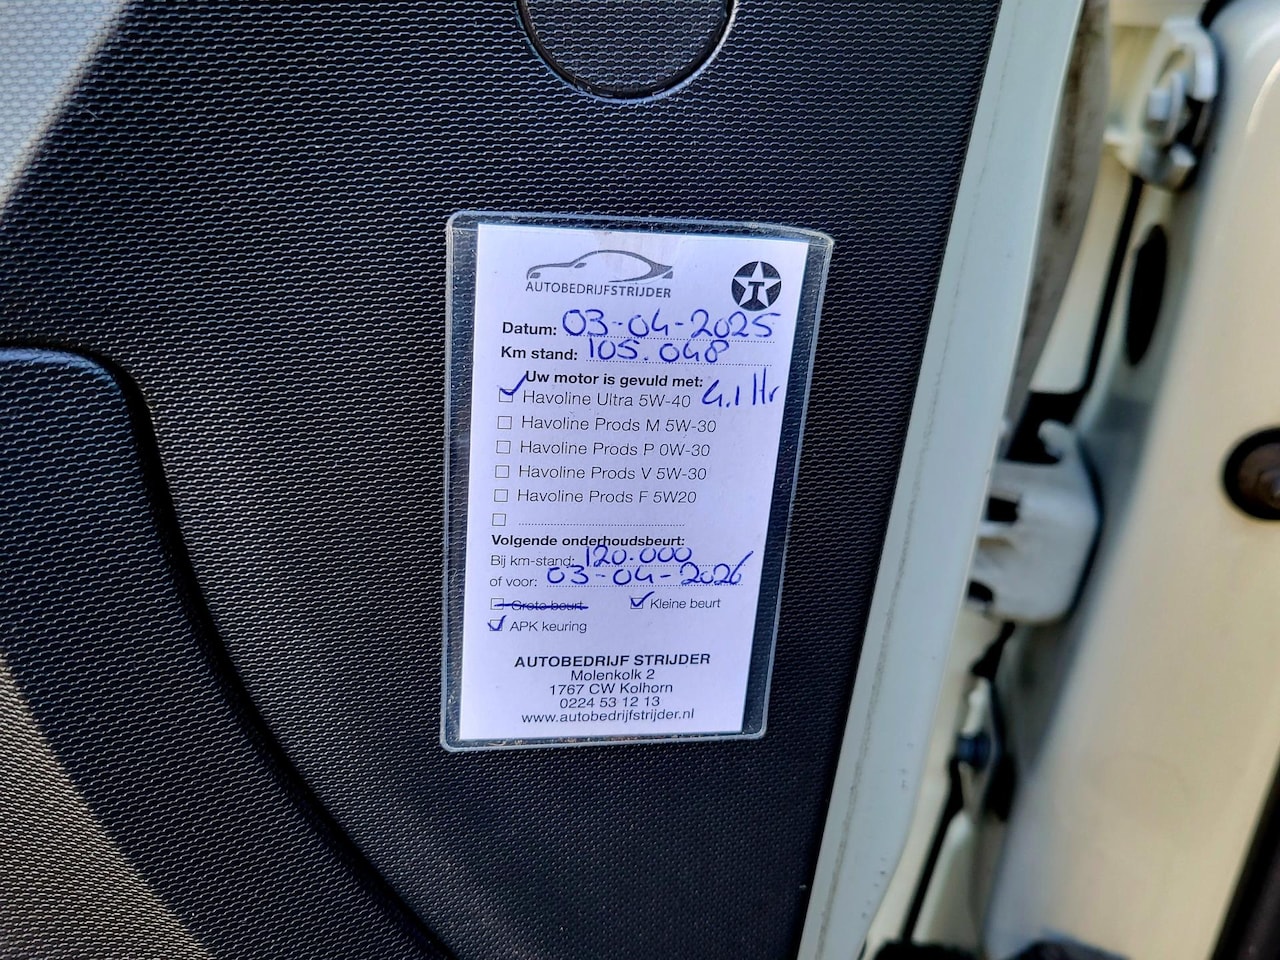 AUTOBEDRIJFSTRIJDER
T
Datum: 03-04-2025
Km stand: 105.048
Uw motor is gevuld met:
Havoline Ultra 5W-40 4.1 ltr
Havoline Prods M 5W-30
Havoline Prods P 0W-30
Havoline Prods V 5W-30
Havoline Prods F 5W20
Volgende onderhoudsbeurt:
Bij km-stand: 120.000
of voor: 03-04-2026
Grote beurt Kleine beurt
APK keuring
AUTOBEDRIJF STRIJDER
Molenkolk 2
1767 CW Kolhorn
0224 53 12 13
www.autobedrijfstrijder.nl